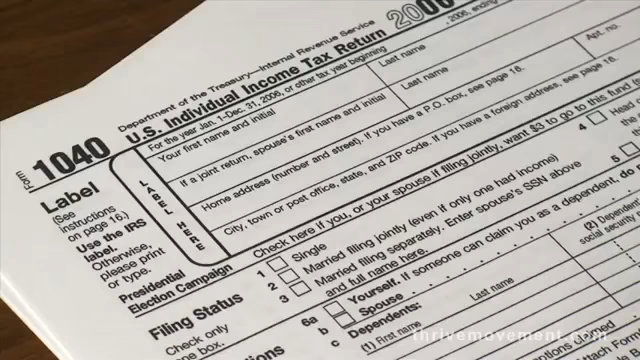 Department of the Treasury—Internal Revenue Service
Form 1040 U.S. Individual Income Tax Return 2006
For the year Jan. 1–Dec. 31, 2006, or other tax year beginning , 2006, ending
Your first name and initial Last name
If a joint return, spouse's first name and initial Last name
Home address (number and street). If you have a P.O. box, see page 16. Apt. no.
City, town or post office, state, and ZIP code. If you have a foreign address, see page 16.
Label
(See
instructions
on page 16.)
Use the IRS
label.
Otherwise,
please print
or type.
LABEL
HERE
Presidential
Election Campaign Check here if you, or your spouse if filing jointly, want $3 to go to this fund
Filing Status
Check only
one box.
1 Single
2 Married filing jointly (even if only one had income)
3 Married filing separately. Enter spouse's SSN above
and full name here.
4 Head
5
6a Yourself. If someone can claim you as a dependent, do
b Spouse
c Dependents:
(1) First name Last name
(2) Dependent
social securi
thrivemovement.com